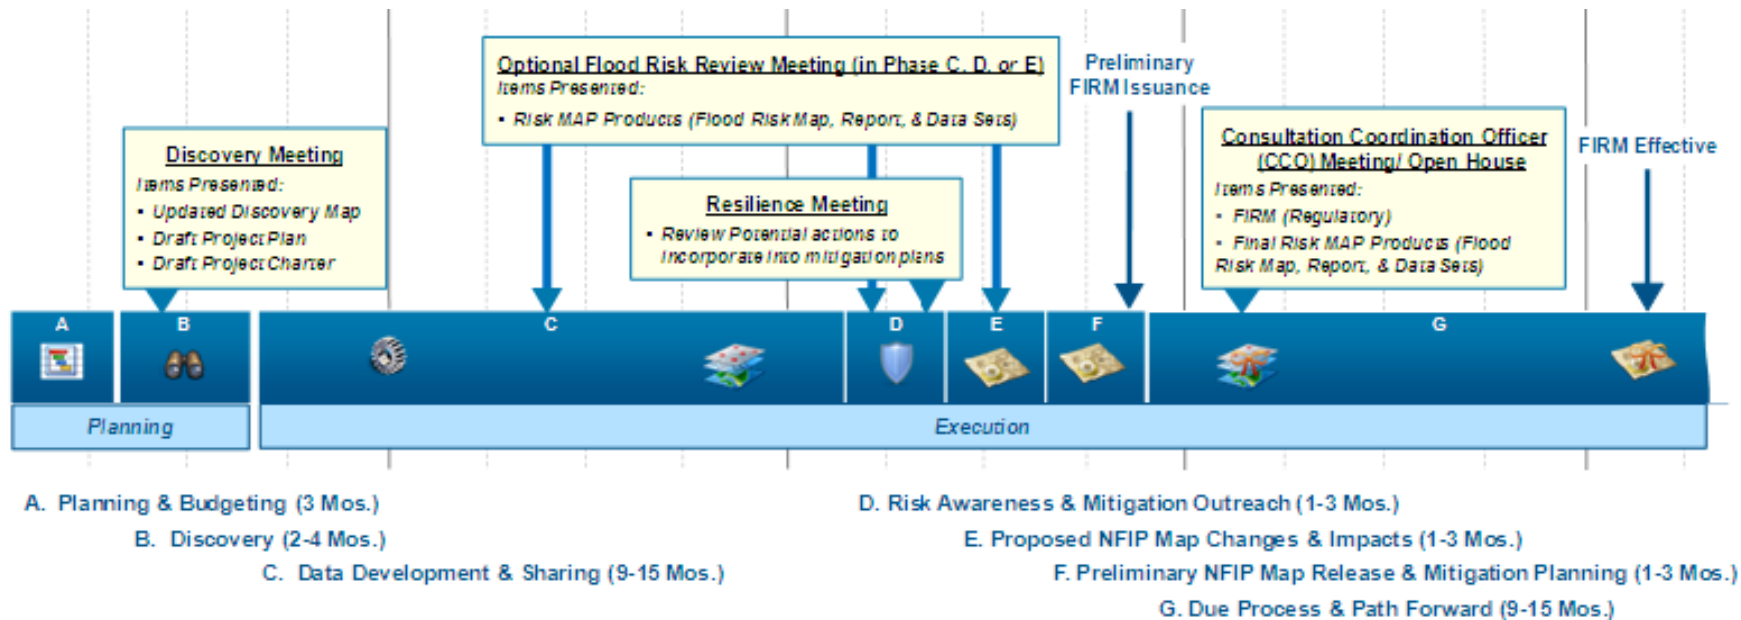 Optional Flood Risk Review Meeting (in Phase C, D, or E)
Items Presented:
▪ Risk MAP Products (Flood Risk Map, Report, & Data Sets)
Preliminary
FIRM Issuance
Discovery Meeting
Items Presented:
▪ Updated Discovery Map
▪ Draft Project Plan
▪ Draft Project Charter
Resilience Meeting
▪ Review Potential actions to
incorporate into mitigation plans
Consultation Coordination Officer
(CCO) Meeting/ Open House
Items Presented:
▪ FIRM (Regulatory)
▪ Final Risk MAP Products (Flood
Risk Map, Report, & Data Sets)
FIRM Effective
A
B
C
D
E
F
G
Planning
Execution
A. Planning & Budgeting (3 Mos.)
B. Discovery (2-4 Mos.)
C. Data Development & Sharing (9-15 Mos.)
D. Risk Awareness & Mitigation Outreach (1-3 Mos.)
E. Proposed NFIP Map Changes & Impacts (1-3 Mos.)
F. Preliminary NFIP Map Release & Mitigation Planning (1-3 Mos.)
G. Due Process & Path Forward (9-15 Mos.)